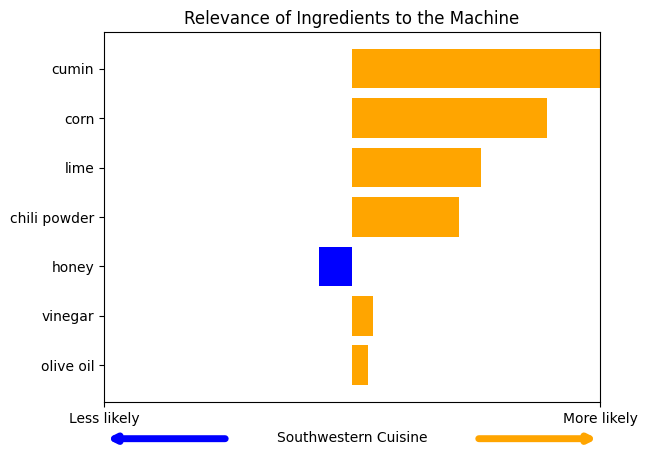 Relevance of Ingredients to the Machine
cumin
corn
lime
chili powder
honey
vinegar
olive oil
Less likely
More likely
Southwestern Cuisine